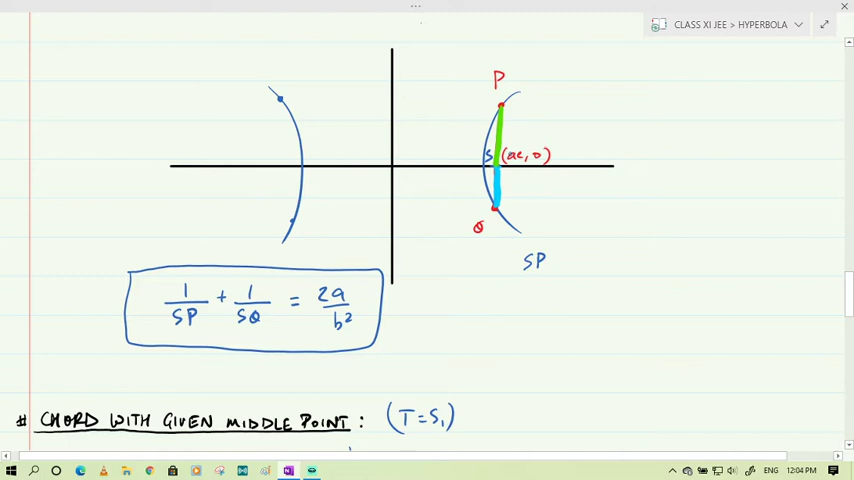 CLASS XI JEE > HYPERBOLA
P
S (ae, 0)
Q
SP
1/SP + 1/SQ = 2a/b²
# CHORD WITH GIVEN MIDDLE POINT : (T=S₁)
ENG 12:04 PM